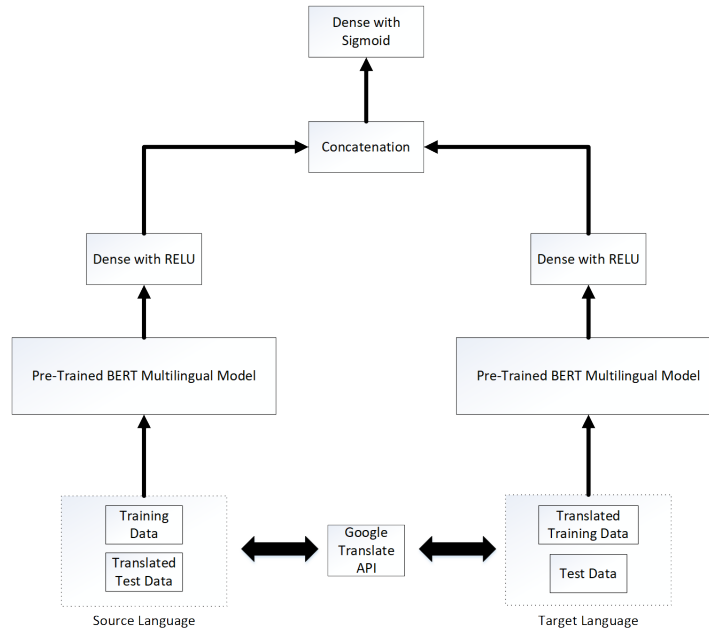 Dense with
Sigmoid
Concatenation
Dense with RELU
Dense with RELU
Pre-Trained BERT Multilingual Model
Pre-Trained BERT Multilingual Model
Training
Data
Translated
Test Data
Google
Translate
API
Translated
Training Data
Test Data
Source Language
Target Language